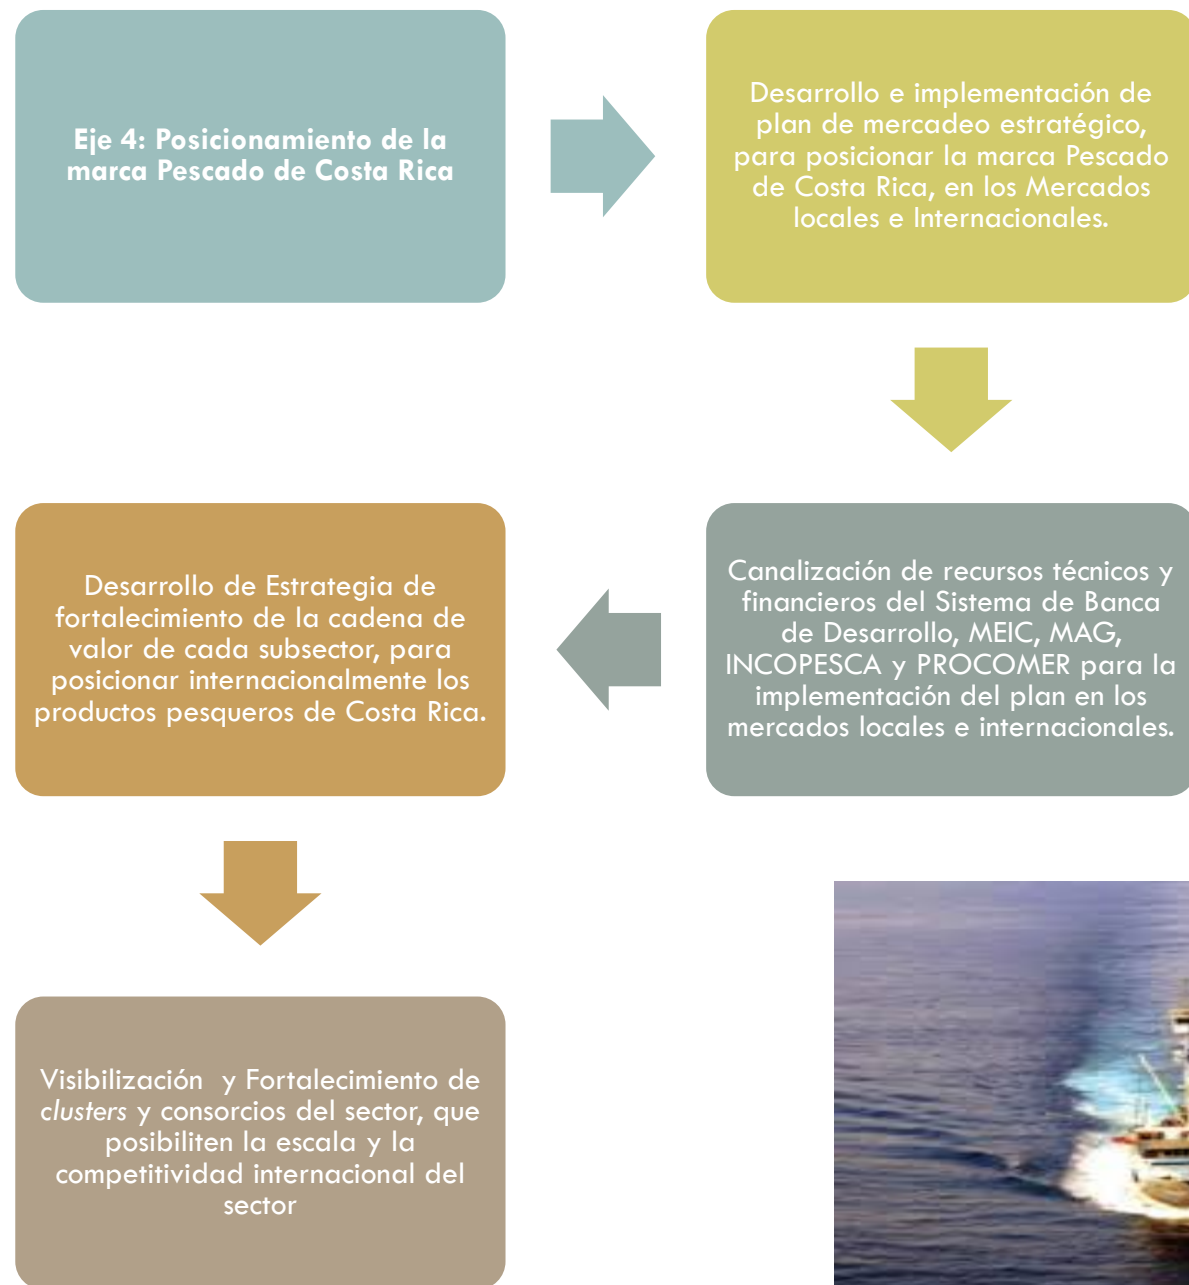 Eje 4: Posicionamiento de la
marca Pescado de Costa Rica
Desarrollo e implementación de
plan de mercadeo estratégico,
para posicionar la marca Pescado
de Costa Rica, en los Mercados
locales e Internacionales.
Canalización de recursos técnicos y
financieros del Sistema de Banca
de Desarrollo, MEIC, MAG,
INCOPESCA y PROCOMER para la
implementación del plan en los
mercados locales e internacionales.
Desarrollo de Estrategia de
fortalecimiento de la cadena de
valor de cada subsector, para
posicionar internacionalmente los
productos pesqueros de Costa Rica.
Visibilización  y Fortalecimiento de
clusters y consorcios del sector, que
posibiliten la escala y la
competitividad internacional del
sector